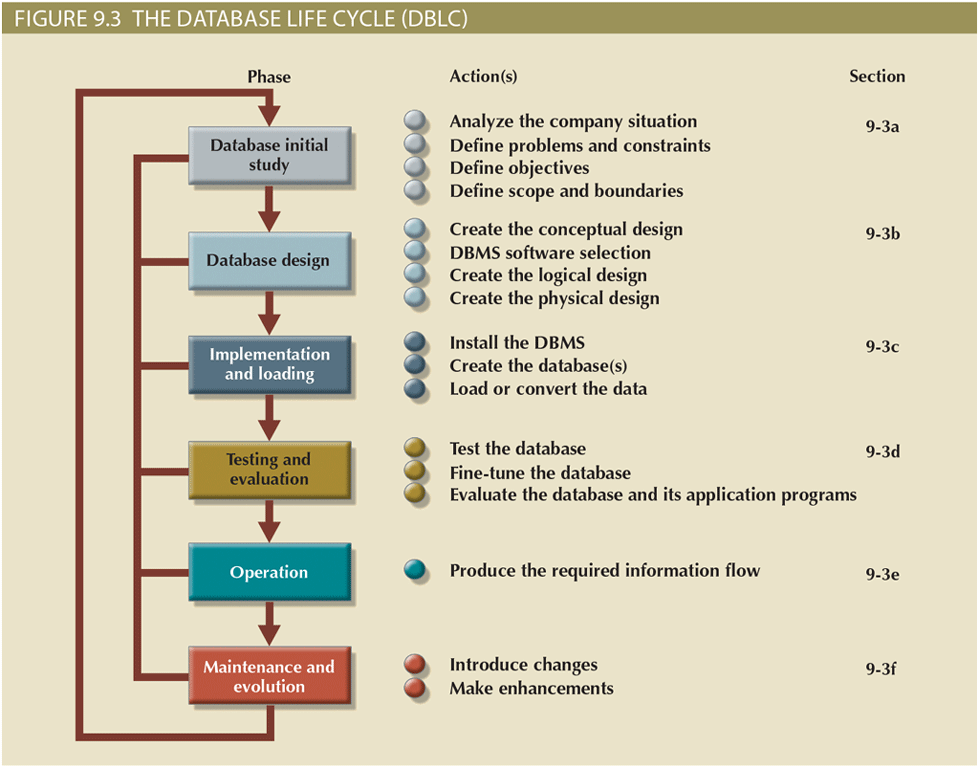 FIGURE 9.3 THE DATABASE LIFE CYCLE (DBLC)
Phase Action(s) Section
Database initial
study
Analyze the company situation
Define problems and constraints
Define objectives
Define scope and boundaries
9-3a
Database design
Create the conceptual design
DBMS software selection
Create the logical design
Create the physical design
9-3b
Implementation
and loading
Install the DBMS
Create the database(s)
Load or convert the data
9-3c
Testing and
evaluation
Test the database
Fine-tune the database
Evaluate the database and its application programs
9-3d
Operation
Produce the required information flow
9-3e
Maintenance and
evolution
Introduce changes
Make enhancements
9-3f